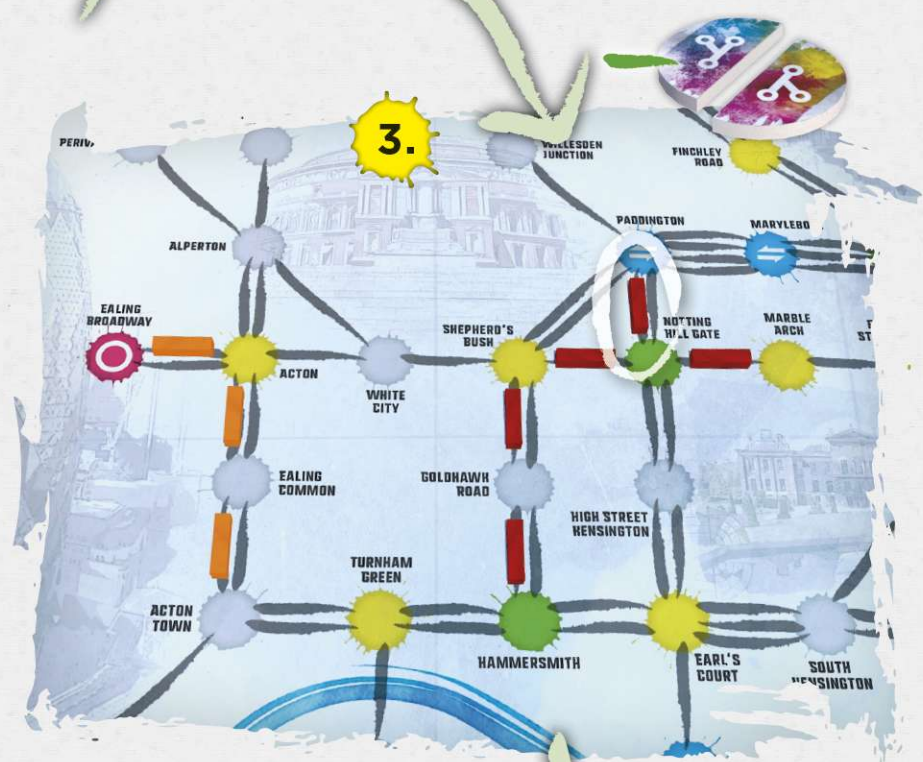 3.
WILLESDEN
JUNCTION
FINCHLEY
ROAD
PADDINGTON
ALPERTON
EALING
BROADWAY
SHEPHERD'S
BUSH
NOTTING
HILL GATE
MARBLE
ARCH
ACTON
WHITE
CITY
EALING
COMMON
GOLDHAWK
ROAD
HIGH STREET
KENSINGTON
TURNHAM
GREEN
ACTON
TOWN
HAMMERSMITH
EARL'S
COURT
SOUTH
KENSINGTON